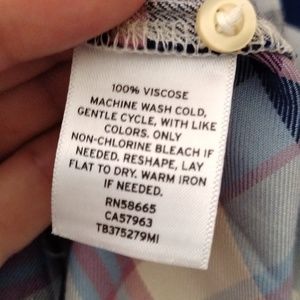 100% VISCOSE
MACHINE WASH COLD,
GENTLE CYCLE, WITH LIKE
COLORS. ONLY
NON-CHLORINE BLEACH IF
NEEDED. RESHAPE, LAY
FLAT TO DRY. WARM IRON
IF NEEDED.
RN58665
CA57963
TB375279MI